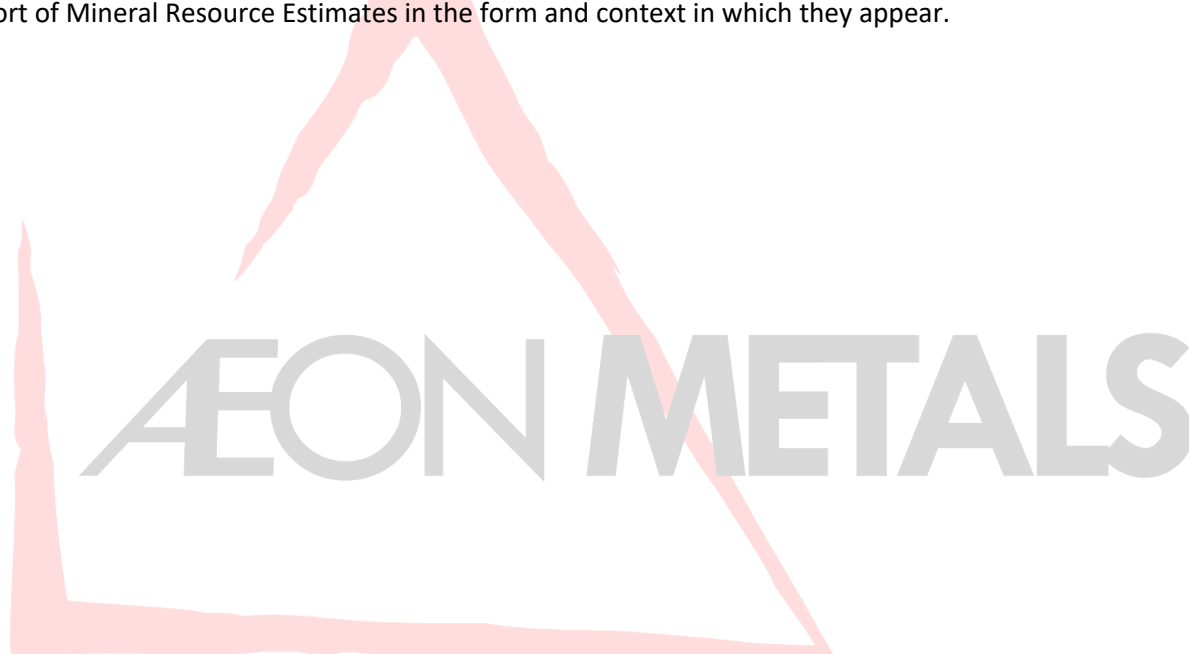 ort of Mineral Resource Estimates in the form and context in which they appear.
ÆON METALS